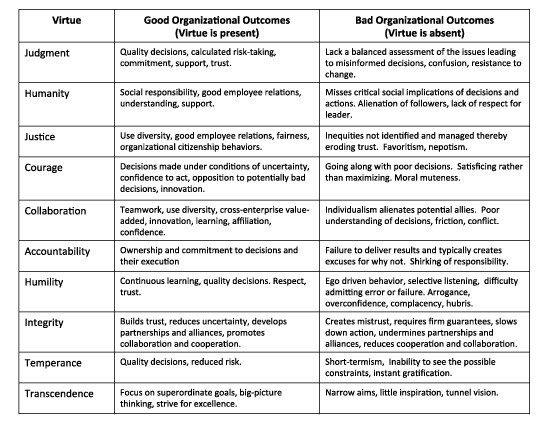 Virtue Good Organizational Outcomes Bad Organizational Outcomes
(Virtue is present) (Virtue is absent)
Judgment Quality decisions, calculated risk-taking, Lack a balanced assessment of the issues leading
commitment, support, trust. to misinformed decisions, confusion, resistance to
change.
Humanity Social responsibility, good employee relations, Misses critical social implications of decisions and
understanding, support. actions. Alienation of followers, lack of respect for
leader.
Justice Use diversity, good employee relations, fairness, Inequities not identified and managed thereby
organizational citizenship behaviors. eroding trust. Favoritism, nepotism.
Courage Decisions made under conditions of uncertainty, Going along with poor decisions. Satisficing rather
confidence to act, opposition to potentially bad than maximizing. Moral muteness.
decisions, innovation.
Collaboration Teamwork, use diversity, cross-enterprise value- Individualism alienates potential allies. Poor
added, innovation, learning, affiliation, understanding of decisions, friction, conflict.
confidence.
Accountability Ownership and commitment to decisions and Failure to deliver results and typically creates
their execution excuses for why not. Shirking of responsibility.
Humility Continuous learning, quality decisions. Respect, Ego driven behavior, selective listening, difficulty
trust. admitting error or failure. Arrogance,
overconfidence, complacency, hubris.
Integrity Builds trust, reduces uncertainty, develops Creates mistrust, requires firm guarantees, slows
partnerships and alliances, promotes down action, undermines partnerships and
collaboration and cooperation. alliances, reduces cooperation and collaboration.
Temperance Quality decisions, reduced risk. Short-termism, Inability to see the possible
constraints, instant gratification.
Transcendence Focus on superordinate goals, big-picture Narrow aims, little inspiration, tunnel vision.
thinking, strive for excellence.